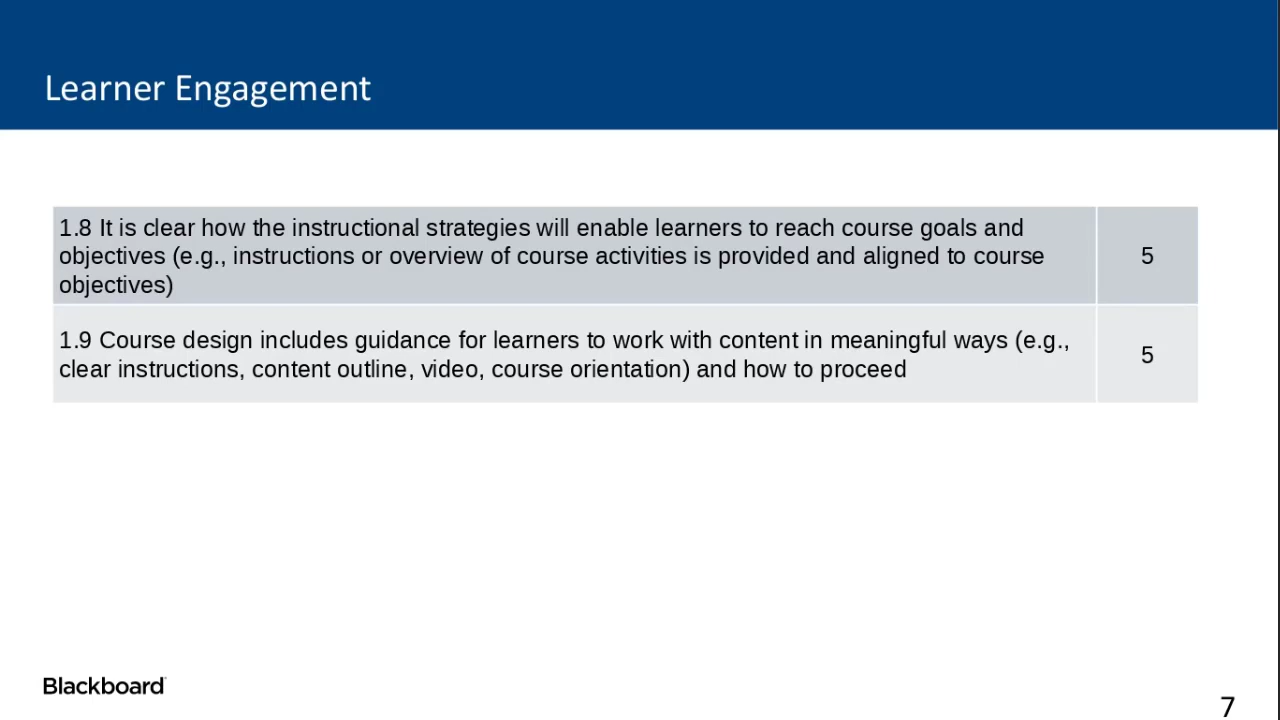 Learner Engagement
1.8 It is clear how the instructional strategies will enable learners to reach course goals and
objectives (e.g., instructions or overview of course activities is provided and aligned to course
objectives)
5
1.9 Course design includes guidance for learners to work with content in meaningful ways (e.g.,
clear instructions, content outline, video, course orientation) and how to proceed
5
Blackboard
7